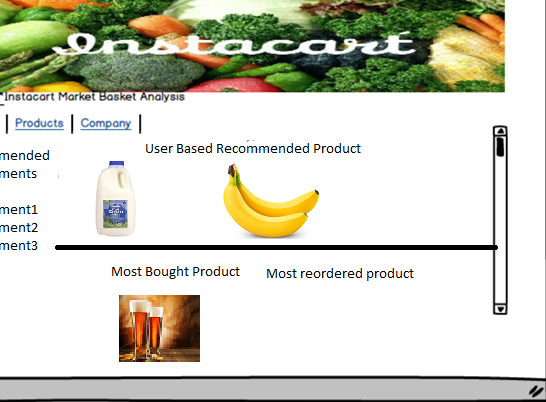 Instacart
Instacart Market Basket Analysis
Products
Company
User Based Recommended Product
mended
ments
ment1
ment2
ment3
Most Bought Product
Most reordered product